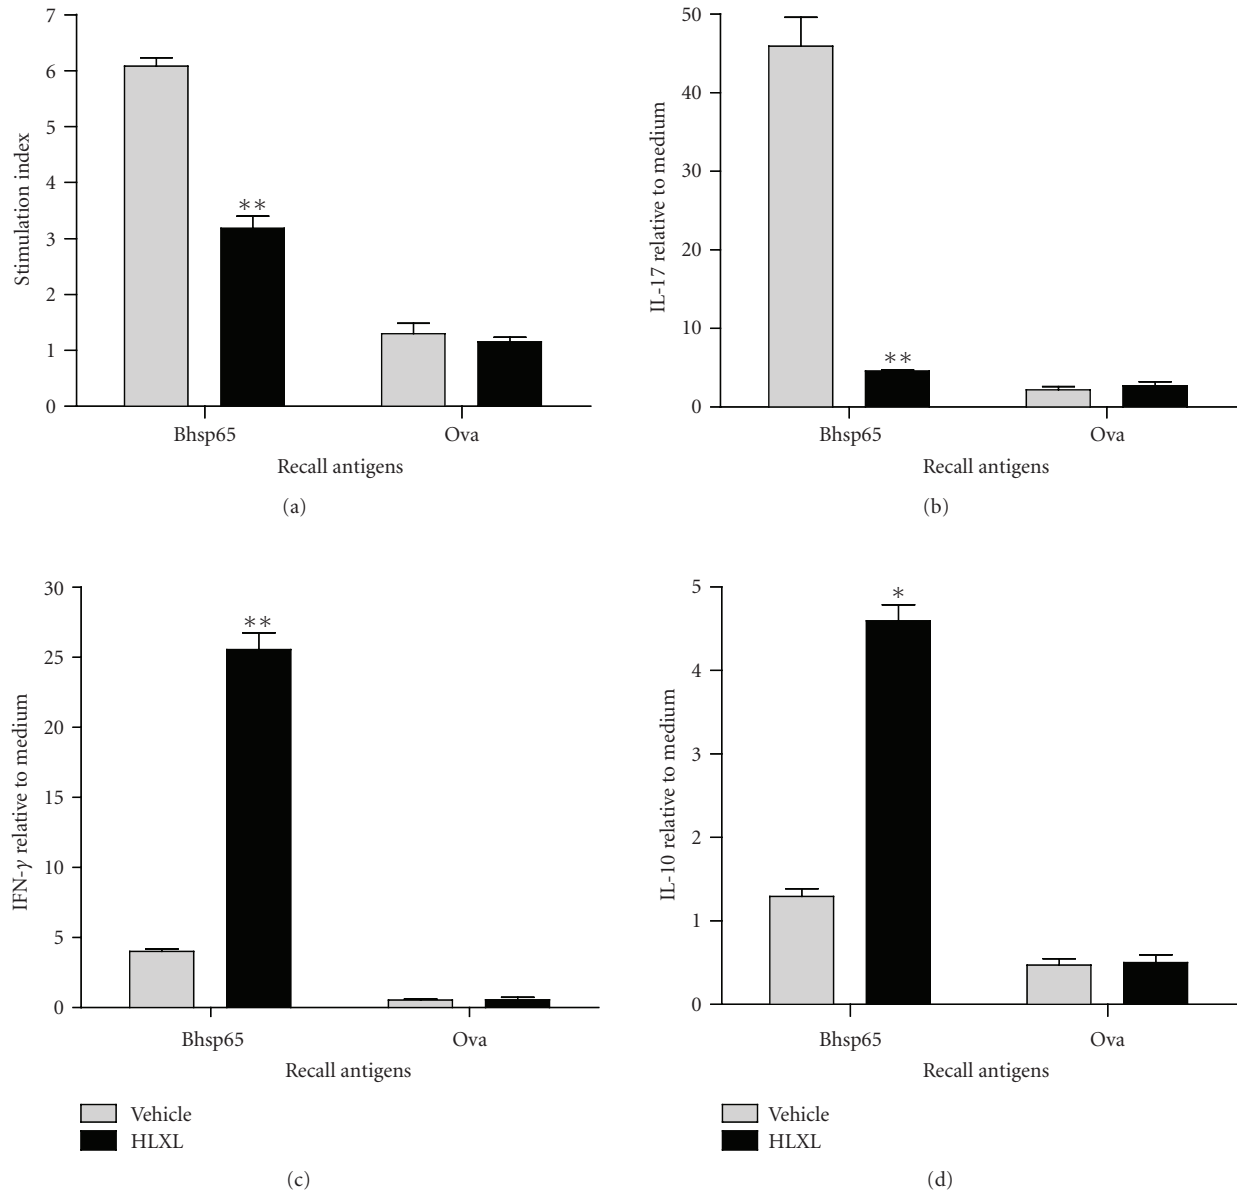 7
6
5
4
3
2
1
0
Stimulation index
**
Bhsp65 Ova
Recall antigens
(a)
50
40
30
20
10
0
IL-17 relative to medium
**
Bhsp65 Ova
Recall antigens
(b)
30
25
20
15
10
5
0
IFN-γ relative to medium
**
Bhsp65 Ova
Recall antigens
Vehicle
HLXL
(c)
5
4
3
2
1
0
IL-10 relative to medium
*
Bhsp65 Ova
Recall antigens
Vehicle
HLXL
(d)